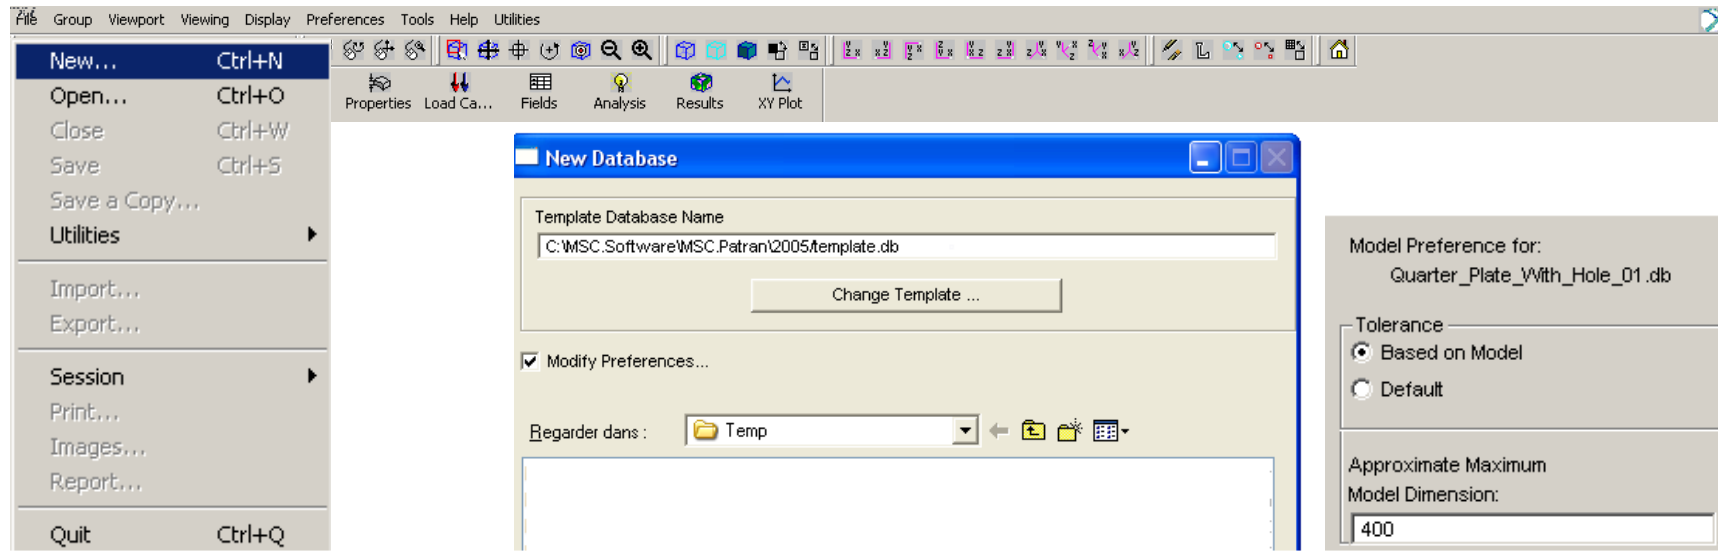 File Group Viewport Viewing Display Preferences Tools Help Utilities
New... Ctrl+N
Open... Ctrl+O
Close Ctrl+W
Save Ctrl+S
Save a Copy...
Utilities
Import...
Export...
Session
Print...
Images...
Report...
Quit Ctrl+Q
Properties Load Ca... Fields Analysis Results XY Plot
New Database
Template Database Name
C:\MSC.Software\MSC.Patran\2005/template.db
Change Template ...
Modify Preferences...
Regarder dans :
Temp
Model Preference for:
Quarter_Plate_With_Hole_01.db
Tolerance
Based on Model
Default
Approximate Maximum
Model Dimension:
400